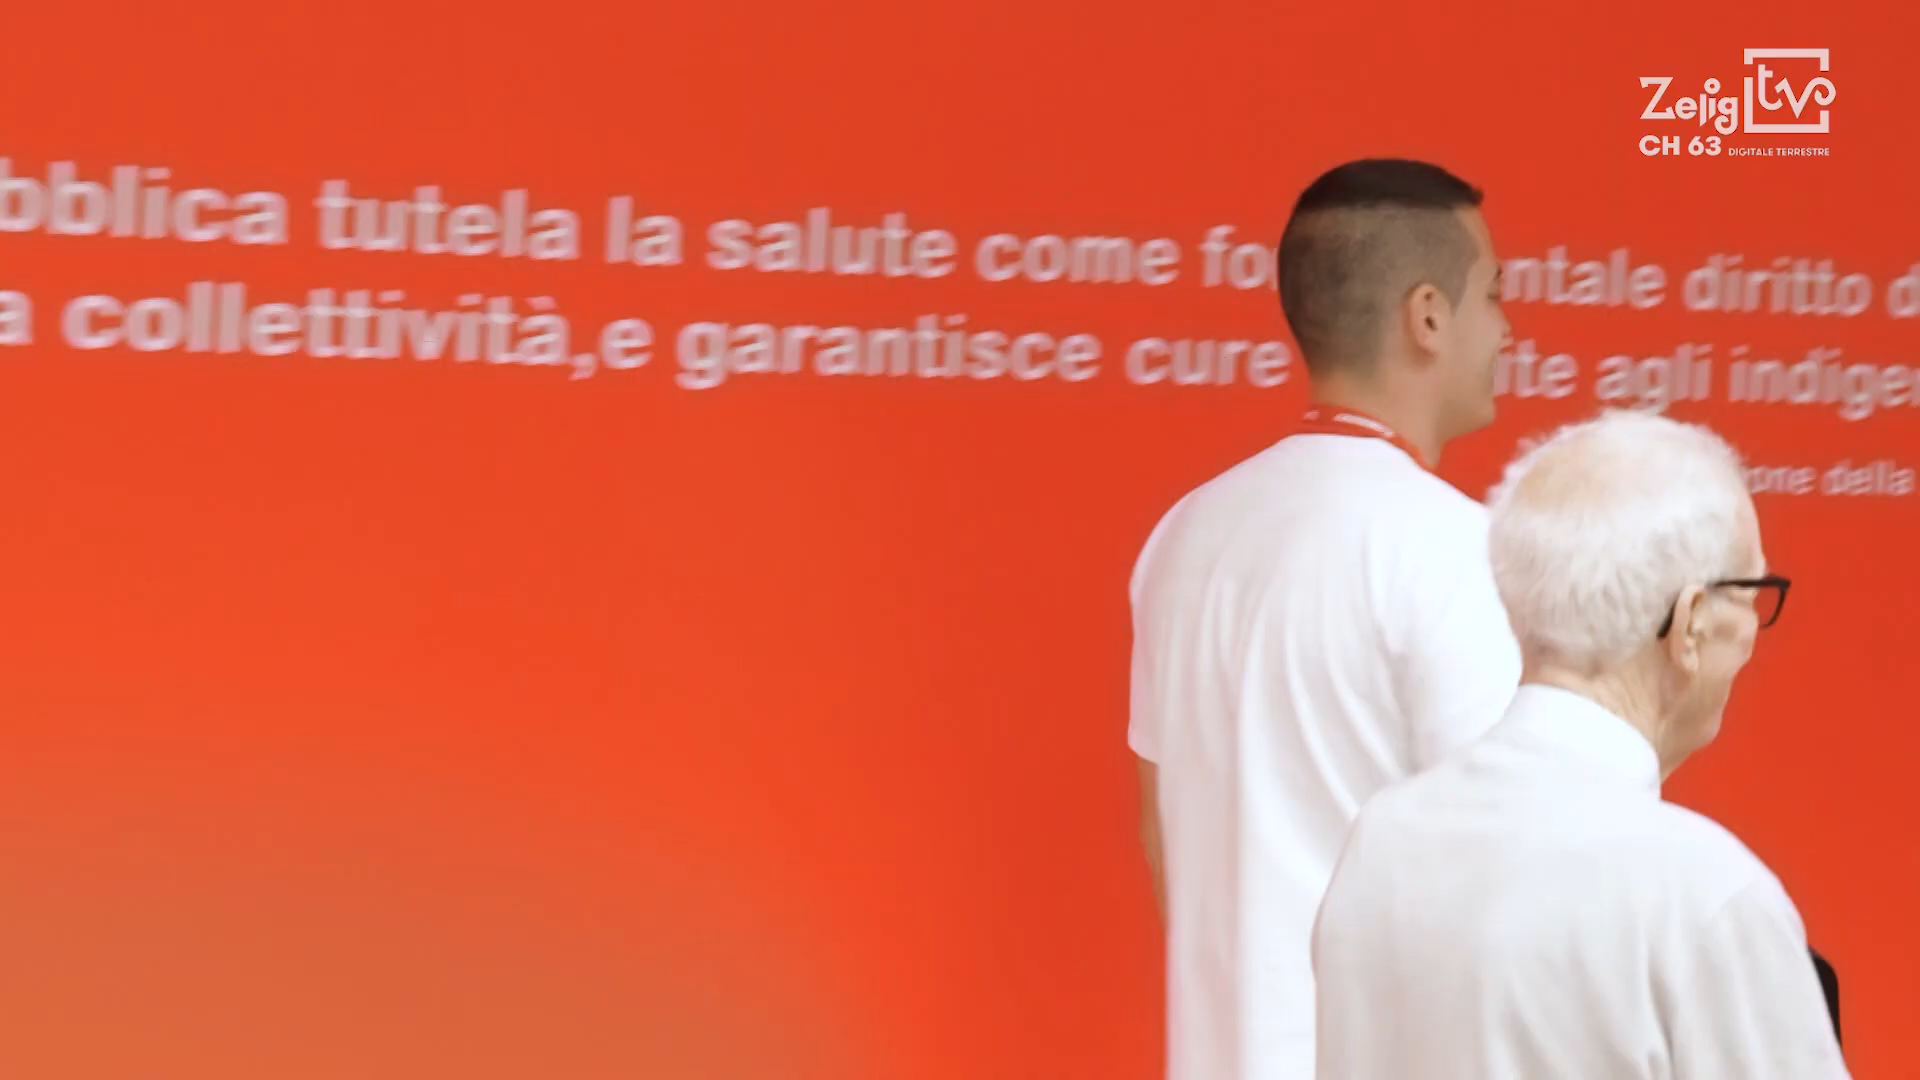 Zelig tv
CH 63 DIGITALE TERRESTRE
bblica tutela la salute come fo ntale diritto d
a collettività,e garantisce cure ite agli indige
one della